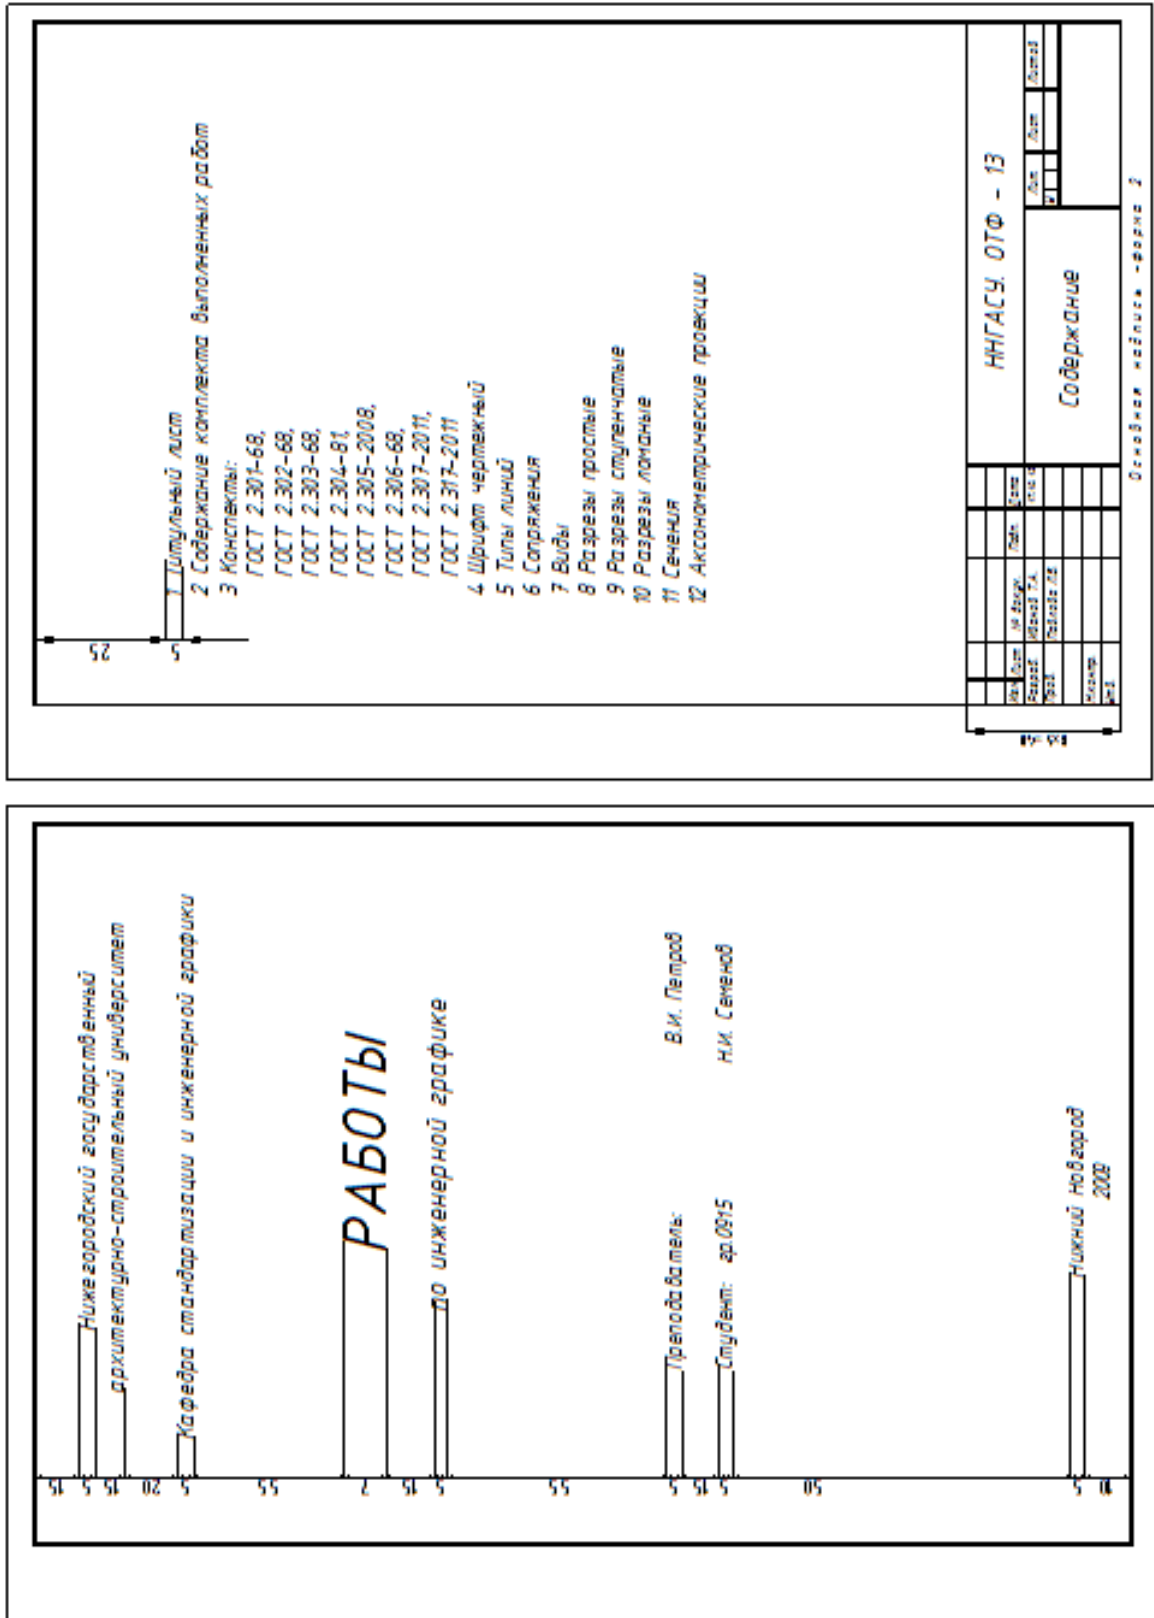 Нижегородский государственный
архитектурно-строительный университет
Кафедра стандартизации и инженерной графики
РАБОТЫ
по инженерной графике
Преподаватель: В.И. Петров
Студент: гр.0915 Н.И. Семенов
Нижний Новгород
2009
15
5
20
5
55
7
15
5
55
5
5
50
5
25
5
1 Титульный лист
2 Содержание комплекта выполненных работ
3 Конспекты:
ГОСТ 2.301-68,
ГОСТ 2.302-68,
ГОСТ 2.303-68,
ГОСТ 2.304-81,
ГОСТ 2.305-2008,
ГОСТ 2.306-68,
ГОСТ 2.307-2011,
ГОСТ 2.317-2011
4 Шрифт чертежный
5 Типы линий
6 Сопряжения
7 Виды
8 Разрезы простые
9 Разрезы ступенчатые
10 Разрезы ломаные
11 Сечения
12 Аксонометрические проекции
ННГАСУ. ОТФ - 13
Изм Лист № докум. Подп. Дата
Разраб. Иванов Т.А.
Пров. Павлова Л.В.
Н.контр.
Утв.
Содержание
Лит. Лист Листов
У
Основная надпись -форма 2